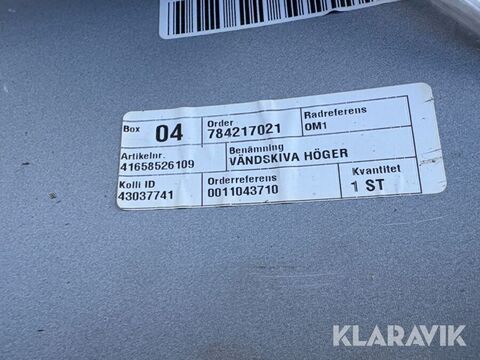 Box 04 Order 784217021 Radreferens OM1
Artikelnr. 41658526109 Benämning VÄNDSKIVA HÖGER
Kolli ID 43037741 Orderreferens 0011043710 Kvantitet 1 ST
KLARAVIK